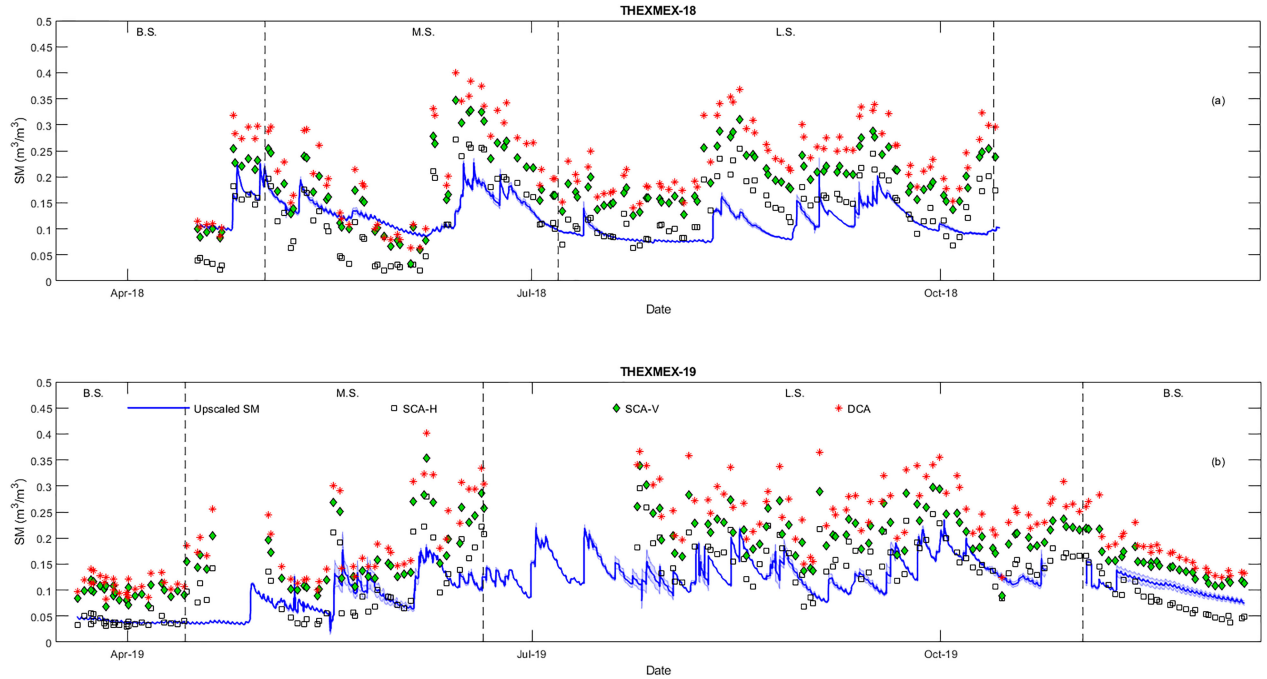 THEXMEX-18
0.5
B.S.
M.S.
L.S.
0.45
0.4
0.35
(a)
0.3
SM (m³/m³)
0.25
0.2
0.15
0.1
0.05
0
Apr-18
Jul-18
Oct-18
Date
THEXMEX-19
0.5
B.S.
M.S.
L.S.
B.S.
0.45
Upscaled SM
SCA-H
SCA-V
DCA
0.4
0.35
(b)
0.3
SM (m³/m³)
0.25
0.2
0.15
0.1
0.05
0
Apr-19
Jul-19
Oct-19
Date